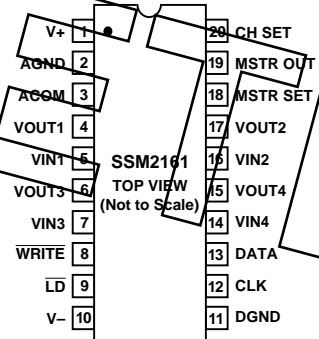 V+ 1
AGND 2
ACOM 3
VOUT1 4
VIN1 5
VOUT3 6
VIN3 7
WRITE 8
LD 9
V– 10
SSM2161
TOP VIEW
(Not to Scale)
20 CH SET
19 MSTR OUT
18 MSTR SET
17 VOUT2
16 VIN2
15 VOUT4
14 VIN4
13 DATA
12 CLK
11 DGND